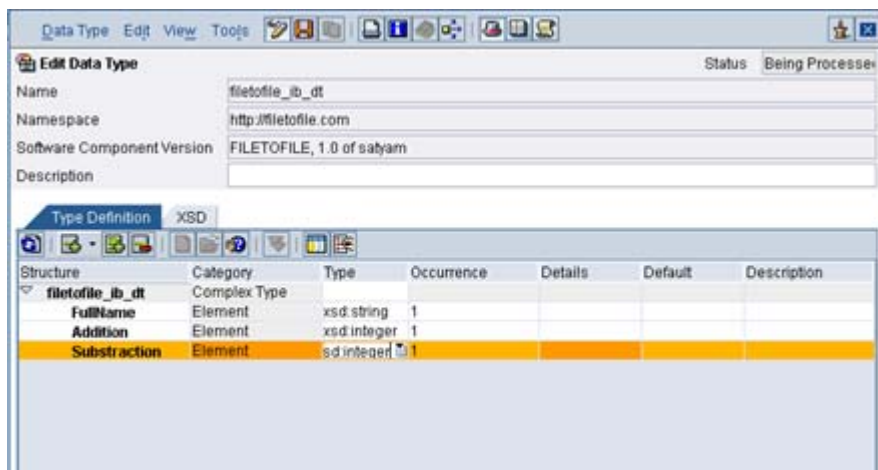 Data Type Edit View Tools
Edit Data Type Status Being Processe
Name filetofile_ib_dt
Namespace http://filetofile.com
Software Component Version FILETOFILE, 1.0 of satyam
Description
Type Definition XSD
Structure Category Type Occurrence Details Default Description
filetofile_ib_dt Complex Type
FullName Element xsd:string 1
Addition Element xsd:integer 1
Substraction Element sd:integer 1